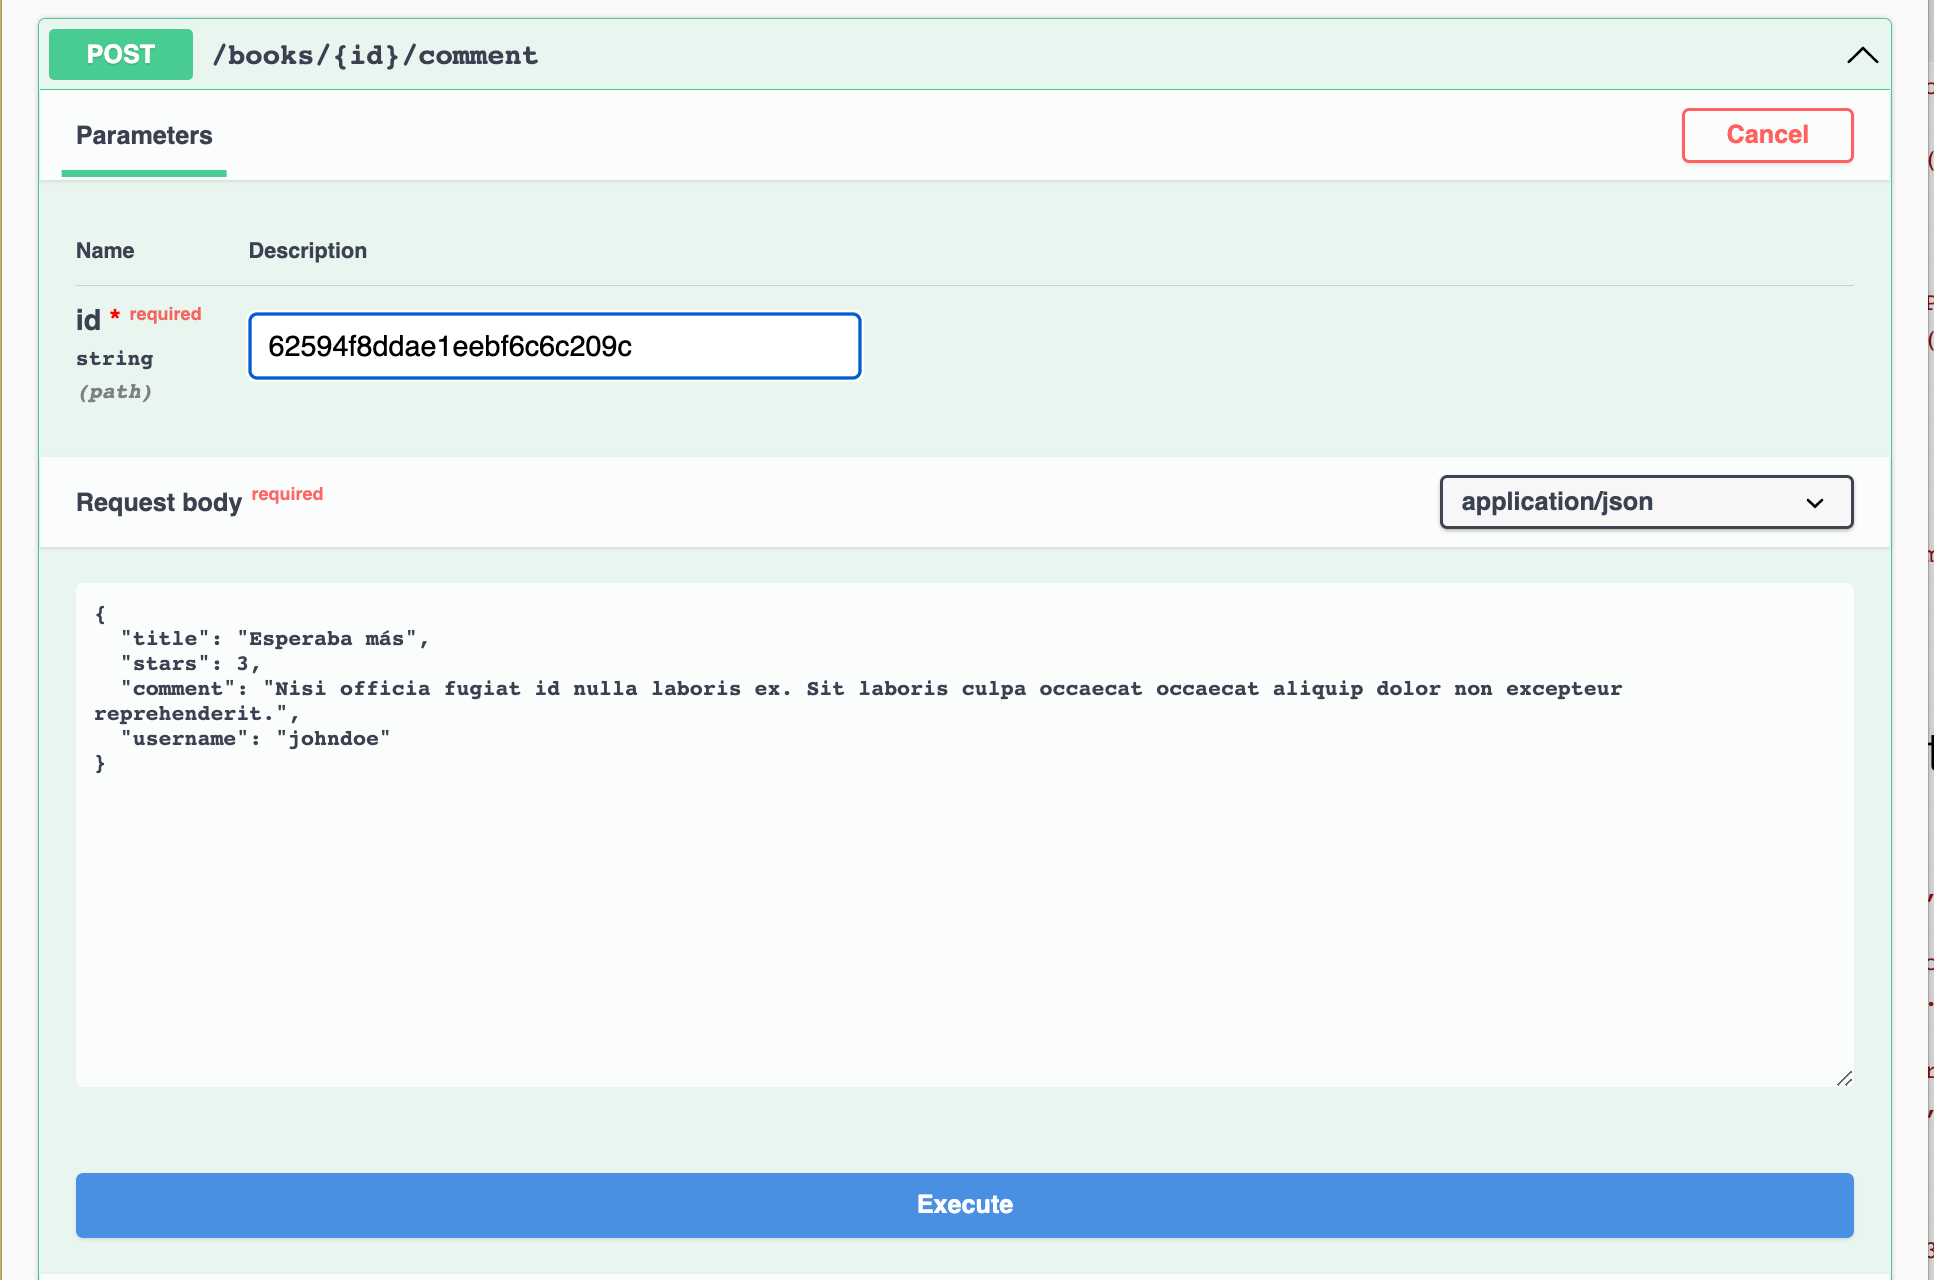 POST /books/{id}/comment
Parameters
Cancel
Name Description
id * required
string
(path)
62594f8ddae1eebf6c6c209c
Request body required
application/json
{
  "title": "Esperaba más",
  "stars": 3,
  "comment": "Nisi officia fugiat id nulla laboris ex. Sit laboris culpa occaecat occaecat aliquip dolor non excepteur
reprehenderit.",
  "username": "johndoe"
}
Execute